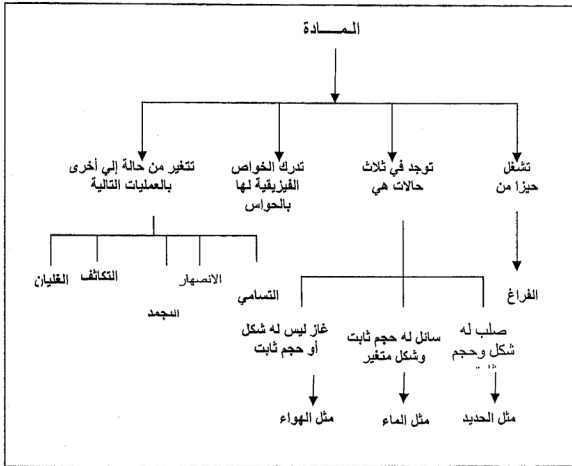 المـــــادة
تشغل
حيزا من
توجد في ثلاث
حالات هي
تدرك الخواص
الفيزيقية لها
بالحواس
تتغير من حالة إلي أخرى
بالعمليات التالية
الفراغ
التسامي
الانصهار
التجمد
التكاثف
الغليان
صلب له
شكل وحجم
سائل له حجم ثابت
وشكل متغير
غاز ليس له شكل
أو حجم ثابت
مثل الحديد
مثل الماء
مثل الهواء